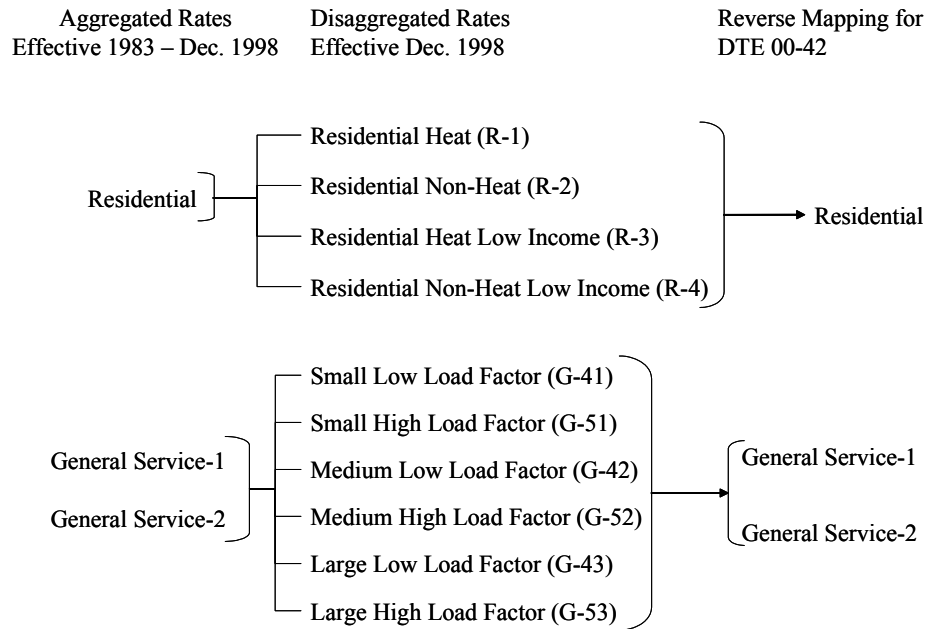 Aggregated Rates
Effective 1983 – Dec. 1998
Disaggregated Rates
Effective Dec. 1998
Reverse Mapping for
DTE 00-42
Residential
Residential Heat (R-1)
Residential Non-Heat (R-2)
Residential Heat Low Income (R-3)
Residential Non-Heat Low Income (R-4)
Residential
General Service-1
General Service-2
Small Low Load Factor (G-41)
Small High Load Factor (G-51)
Medium Low Load Factor (G-42)
Medium High Load Factor (G-52)
Large Low Load Factor (G-43)
Large High Load Factor (G-53)
General Service-1
General Service-2